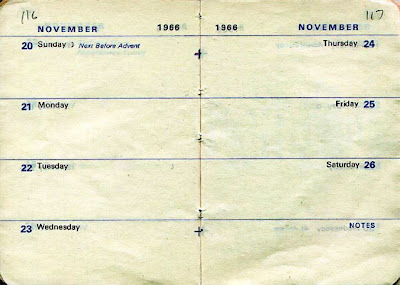 116
NOVEMBER 1966
20 Sunday Next Before Advent
21 Monday
22 Tuesday
23 Wednesday
117
1966 NOVEMBER
Thursday 24
Friday 25
Saturday 26
NOTES